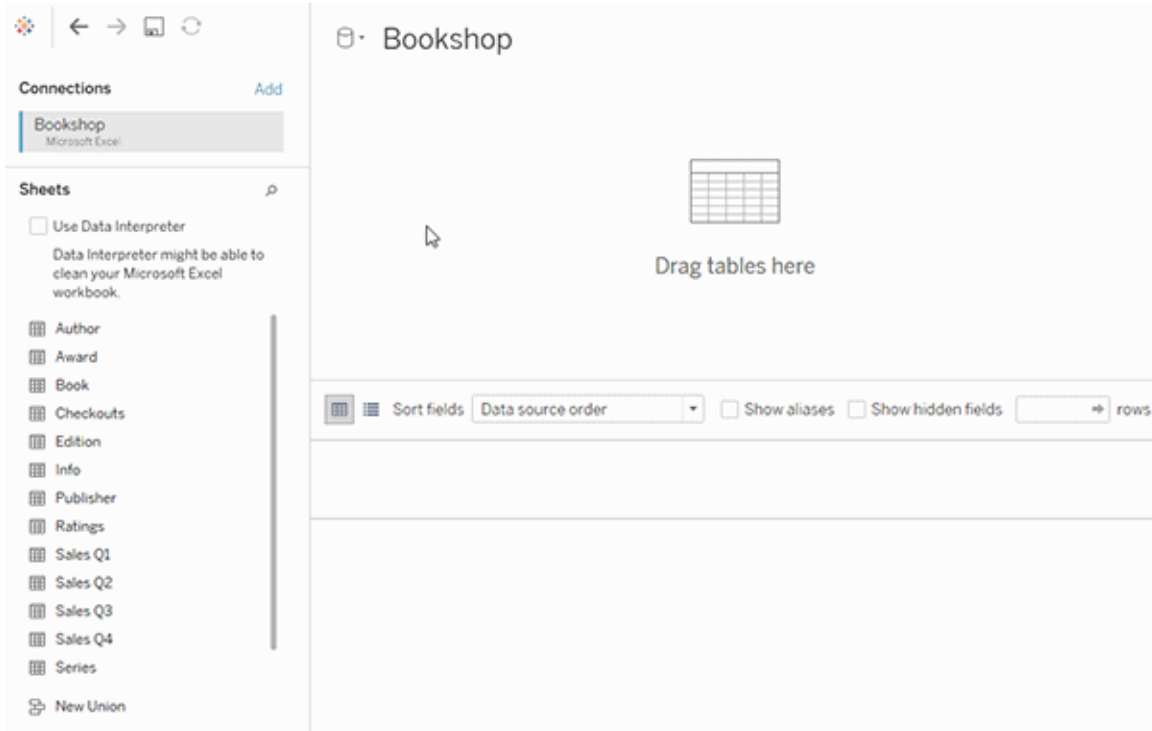 Bookshop
Connections
Add
Bookshop
Microsoft Excel
Sheets
Use Data Interpreter
Data Interpreter might be able to
clean your Microsoft Excel
workbook.
Author
Award
Book
Checkouts
Edition
Info
Publisher
Ratings
Sales Q1
Sales Q2
Sales Q3
Sales Q4
Series
New Union
Drag tables here
Sort fields
Data source order
Show aliases
Show hidden fields
rows